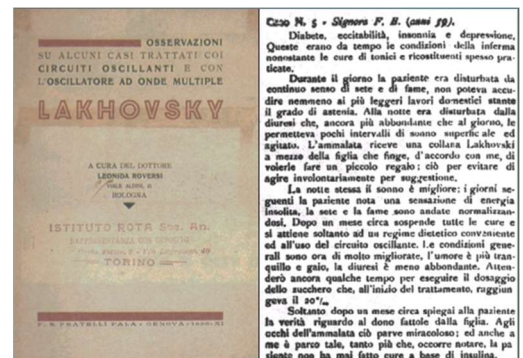 OSSERVAZIONI
SU ALCUNI CASI TRATTATI COI
CIRCUITI OSCILLANTI E CON
L'OSCILLATORE AD ONDE MULTIPLE
LAKHOVSKY
A CURA DEL DOTTORE
LEONIDA ROVERSI
VIALE ALDINI,
BOLOGNA
ISTITUTO ROTA Soc. An.
TORINO
F. LLI PALA - GENOVA
Caso N. 5 - Signora F. B. (anni 59).
Diabete, eccitabilità, insonnia e depressione.
Queste erano da tempo le condizioni della inferma
nonostante le cure di tonici e ricostituenti spesso pra-
ticate.
Durante il giorno la paziente era disturbata da
continuo senso di sete e di fame, non poteva accu-
dire nemmeno ai più leggeri lavori domestici stante
il grado di astenia. Alla notte era disturbata dalla
diuresi che, ancora più abbondante che al giorno, le
permetteva pochi intervalli di sonno superficiale ed
agitato. L'ammalata riceve una collana Lakhovski
a mezzo della figlia che finge, d'accordo con me, di
volerle fare un piccolo regalo; ciò per evitare di
agire involontariamente per suggestione.
La notte stessa il sonno è migliore; i giorni se-
guenti la paziente nota una sensazione di energia
insolita, la sete e la fame sono andate normalizzan-
dosi. Dopo un mese circa sospende tutte le cure e
si attiene soltanto ad un regime dietetico conveniente
ed all'uso del circuito oscillante. Le condizioni gene-
rali sono ora di molto migliorate, l'umore è più tran-
quillo e gaio, la diuresi è meno abbondante. Atten-
derò ancora qualche tempo per eseguire il dosaggio
dello zucchero che, all'inizio del trattamento, raggiun
geva il 20°/₀₀
Soltanto dopo un mese circa spiegai alla paziente
la verità riguardo al dono fattole dalla figlia. Agli
occhi dell'ammalata ciò parve miracoloso; ed anche a
me è parco tale, tanto più che, occorre notare, la pa
ziente non ha mai fatto cure a base di insulina.